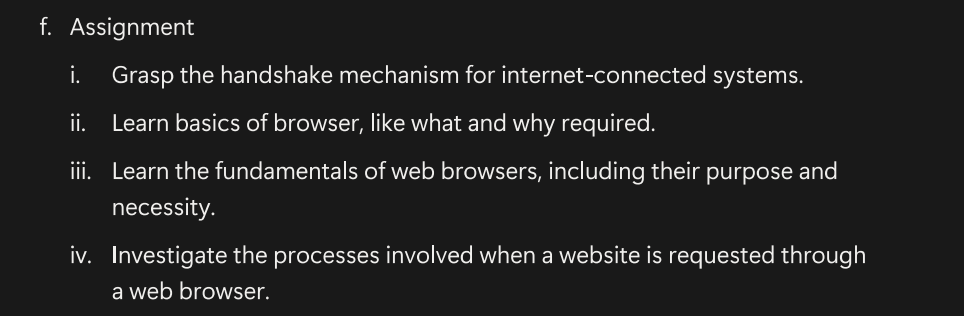 f. Assignment
i. Grasp the handshake mechanism for internet-connected systems.
ii. Learn basics of browser, like what and why required.
iii. Learn the fundamentals of web browsers, including their purpose and
necessity.
iv. Investigate the processes involved when a website is requested through
a web browser.